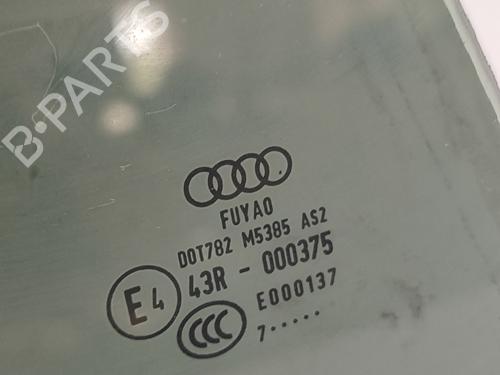 B-PARTS
FUYAO
DOT782 M5385 AS2
E4 43R - 000375
CCC E000137
7·····